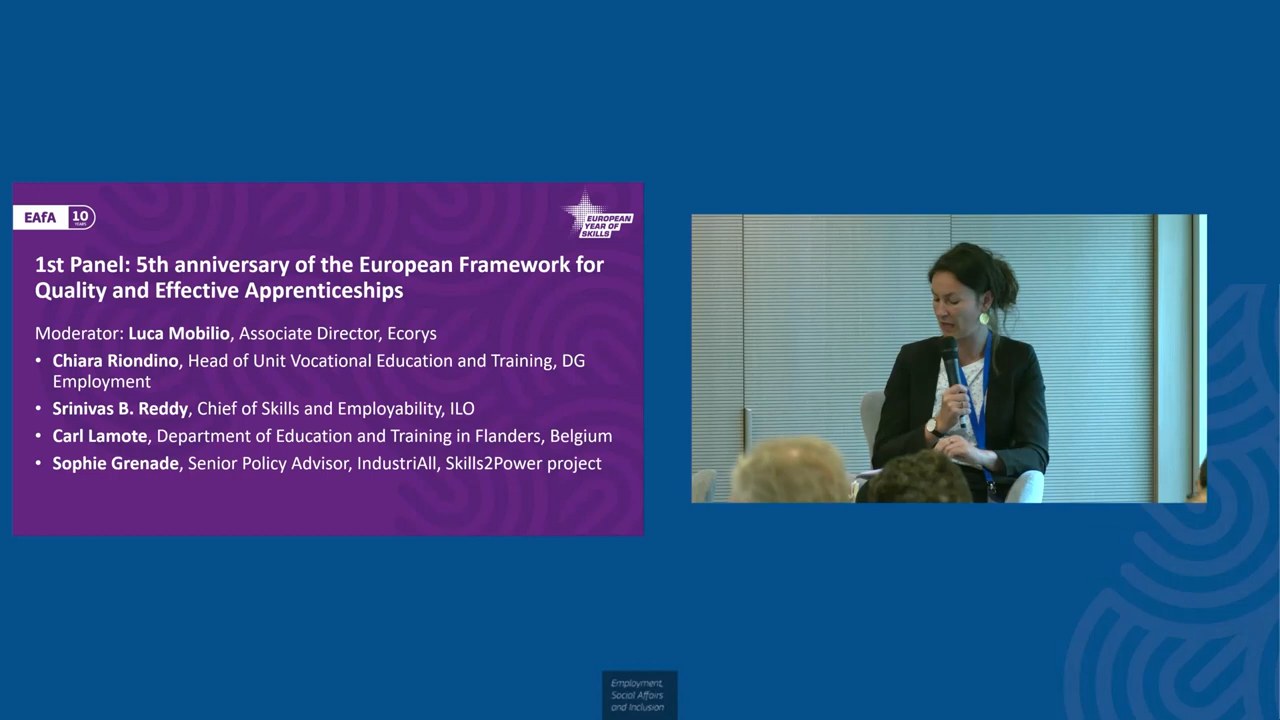 EAfA 10
YEARS
EUROPEAN
YEAR OF
SKILLS
1st Panel: 5th anniversary of the European Framework for
Quality and Effective Apprenticeships
Moderator: Luca Mobilio, Associate Director, Ecorys
• Chiara Riondino, Head of Unit Vocational Education and Training, DG
Employment
• Srinivas B. Reddy, Chief of Skills and Employability, ILO
• Carl Lamote, Department of Education and Training in Flanders, Belgium
• Sophie Grenade, Senior Policy Advisor, IndustriAll, Skills2Power project
Employment,
Social Affairs
and Inclusion